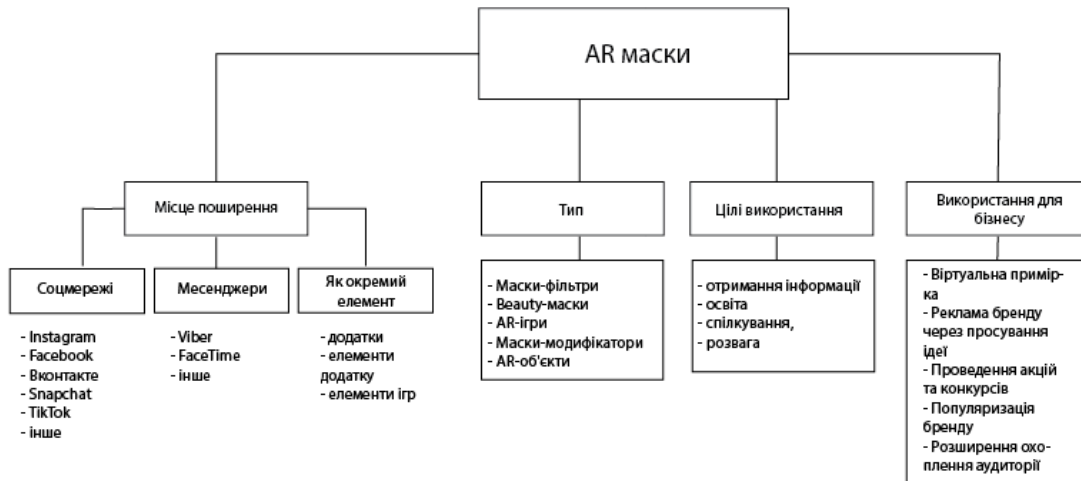 AR маски
Місце поширення
Тип
Цілі використання
Використання для
бізнесу
Соцмережі
Месенджери
Як окремий
елемент
- Instagram
- Facebook
- Вконтакте
- Snapchat
- TikTok
- інше
- Viber
- FaceTime
- інше
- додатки
- елементи
додатку
- елементи ігр
- Маски-фільтри
- Beauty-маски
- AR-ігри
- Маски-модифікатори
- AR-об'єкти
- отримання інформації
- освіта
- спілкування,
- розвага
- Віртуальна примір-
ка
- Реклама бренду
через просування
ідеї
- Проведення акцій
та конкурсів
- Популяризація
бренду
- Розширення охо-
плення аудиторії